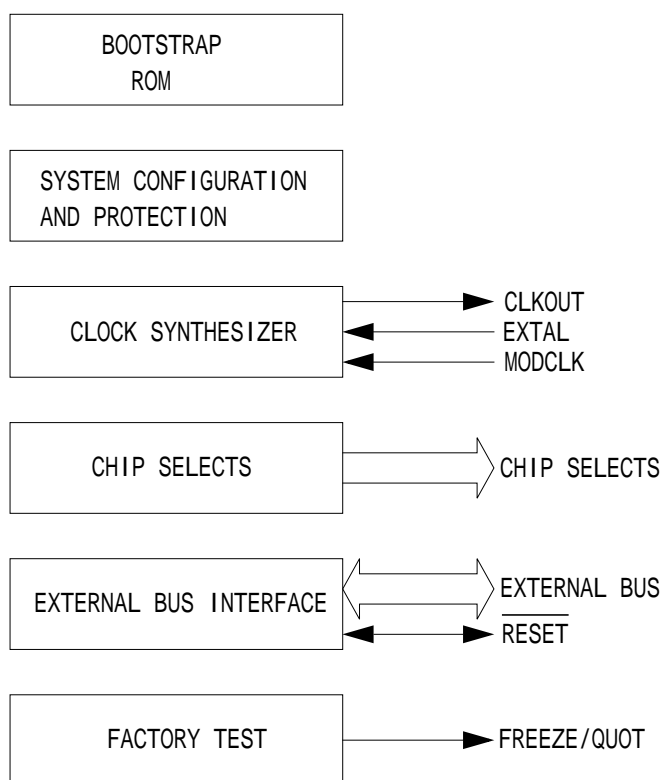 BOOTSTRAP
ROM
SYSTEM CONFIGURATION
AND PROTECTION
CLOCK SYNTHESIZER
CLKOUT
EXTAL
MODCLK
CHIP SELECTS
CHIP SELECTS
EXTERNAL BUS INTERFACE
EXTERNAL BUS
RESET
FACTORY TEST
FREEZE/QUOT